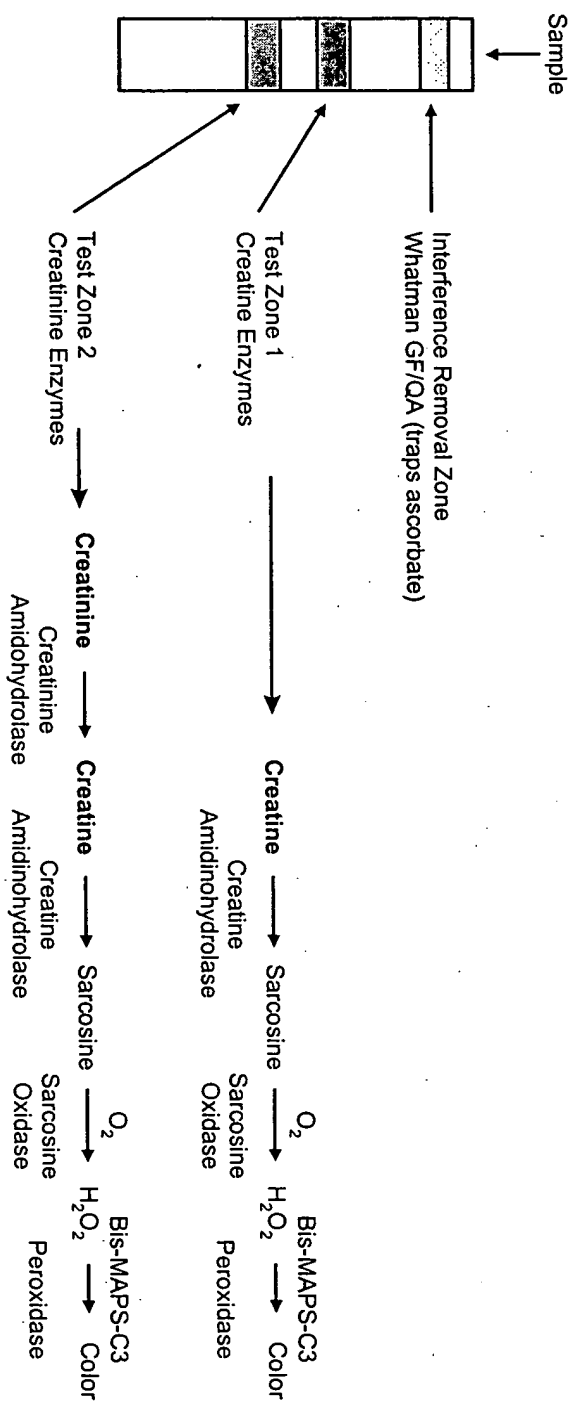 Sample
Interference Removal Zone
Whatman GF/QA (traps ascorbate)
Test Zone 1
Creatine Enzymes
Creatine
Creatine
Amidinohydrolase
Sarcosine
O2
Sarcosine
Oxidase
H2O2
Bis-MAPS-C3
Peroxidase
Color
Test Zone 2
Creatinine Enzymes
Creatinine
Creatinine
Amidohydrolase
Creatine
Creatine
Amidinohydrolase
Sarcosine
O2
Sarcosine
Oxidase
H2O2
Bis-MAPS-C3
Peroxidase
Color